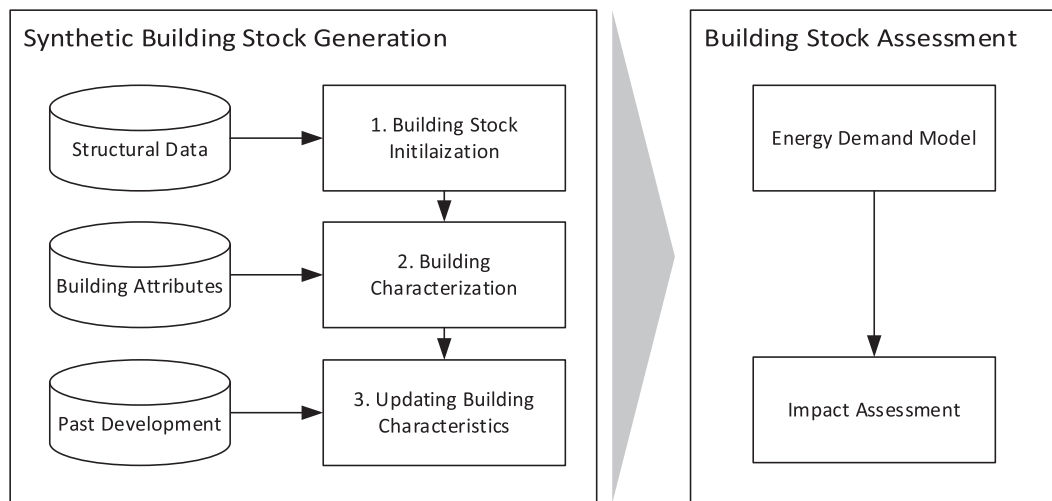 Synthetic Building Stock Generation
Structural Data
1. Building Stock
Initilaization
Building Attributes
2. Building
Characterization
Past Development
3. Updating Building
Characteristics
Building Stock Assessment
Energy Demand Model
Impact Assessment